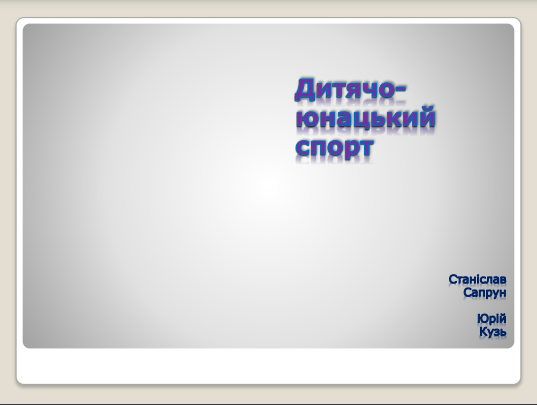 Дитячо-
юнацький
спорт
Станіслав
Сапрун
Юрій
Кузь